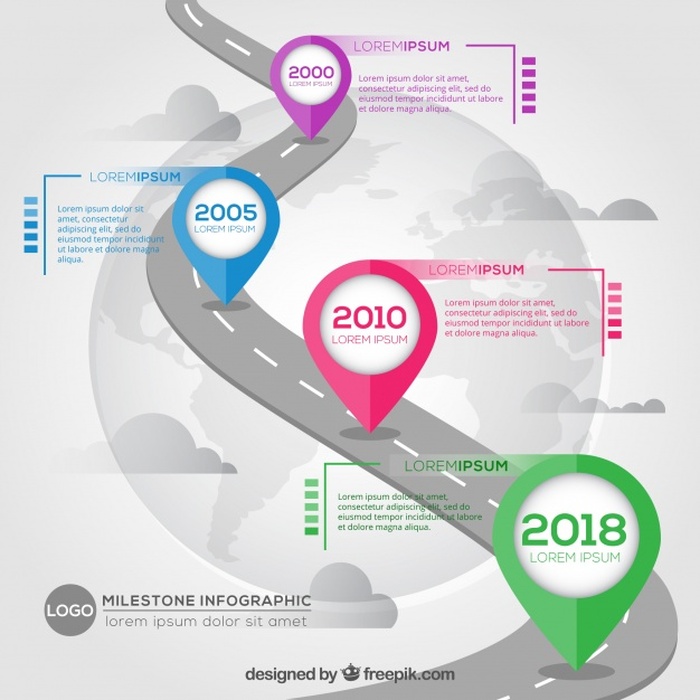 2000
LOREM IPSUM
LOREMIPSUM
Lorem ipsum dolor sit amet,
consectetur adipiscing elit, sed do
eiusmod incididunt ut labore
et dolore magna aliqua.
LOREMIPSUM
2005
LOREM IPSUM
Lorem ipsum dolor sit
amet, consectetur
adipiscing elit, sed do
eiusmod incididunt
ut labore et dolore magna
aliqua.
2010
LOREM IPSUM
LOREMIPSUM
Lorem ipsum dolor sit amet,
consectetur adipiscing elit, sed do
eiusmod incididunt ut labore
et dolore magna aliqua.
LOREMIPSUM
Lorem ipsum dolor sit amet,
consectetur adipiscing elit, sed do
eiusmod incididunt ut labore
et dolore magna aliqua.
2018
LOREM IPSUM
LOGO
MILESTONE INFOGRAPHIC
lorem ipsum dolor sit amet
designed by freepik.com